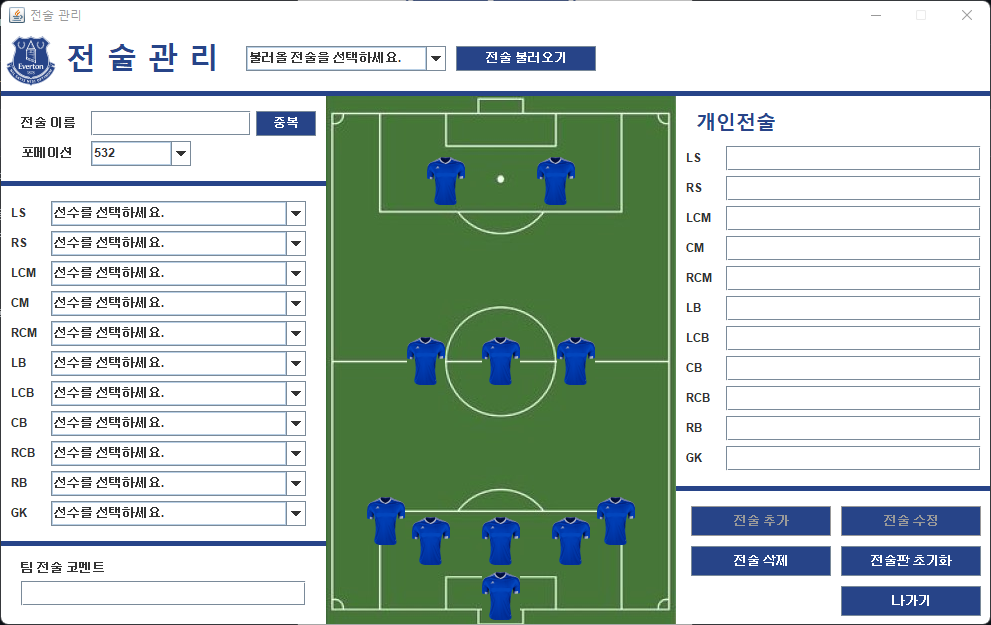 전술 관리
Everton
전 술 관 리
불러올 전술을 선택하세요.
전술 불러오기
전술 이름
중복
포메이션
532
LS
선수를 선택하세요.
RS
선수를 선택하세요.
LCM
선수를 선택하세요.
CM
선수를 선택하세요.
RCM
선수를 선택하세요.
LB
선수를 선택하세요.
LCB
선수를 선택하세요.
CB
선수를 선택하세요.
RCB
선수를 선택하세요.
RB
선수를 선택하세요.
GK
선수를 선택하세요.
팀 전술 코멘트
개인전술
LS
RS
LCM
CM
RCM
LB
LCB
CB
RCB
RB
GK
전술 추가
전술 수정
전술 삭제
전술판 초기화
나가기